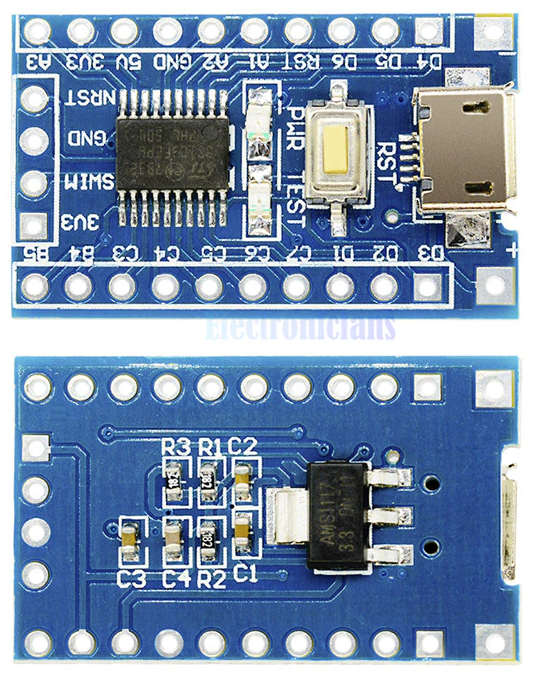 A3 3V3 5V GND A2 A1 RST D6 D5 D4 -
NRST
GND
SWIM
3V3
PWR TEST
RST
B5 B4 C3 C4 C5 C6 C7 D1 D2 D3 +
Electronicians
R3 R1 C2
AMS1117
3.3
C3 C4 R2 C1